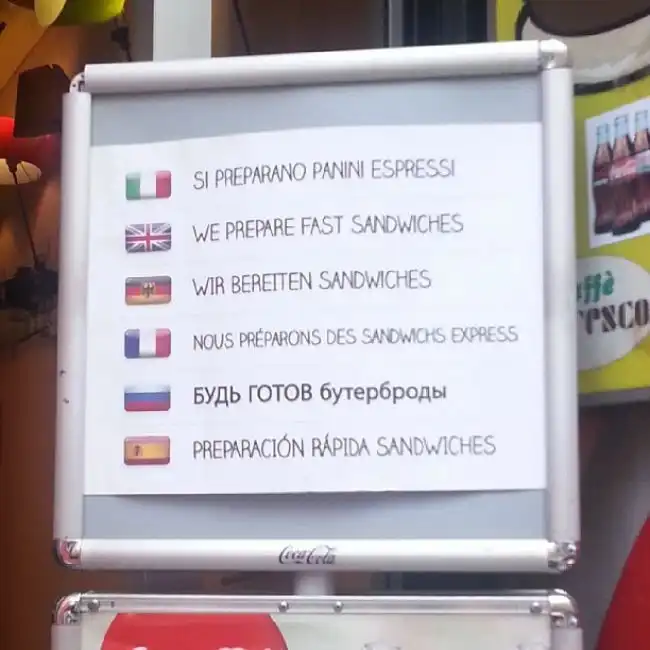 SI PREPARANO PANINI ESPRESSI
WE PREPARE FAST SANDWICHES
WIR BEREITEN SANDWICHES
NOUS PRÉPARONS DES SANDWICHS EXPRESS
БУДЬ ГОТОВ бутерброды
PREPARACIÓN RÁPIDA SANDWICHES
Coca-Cola